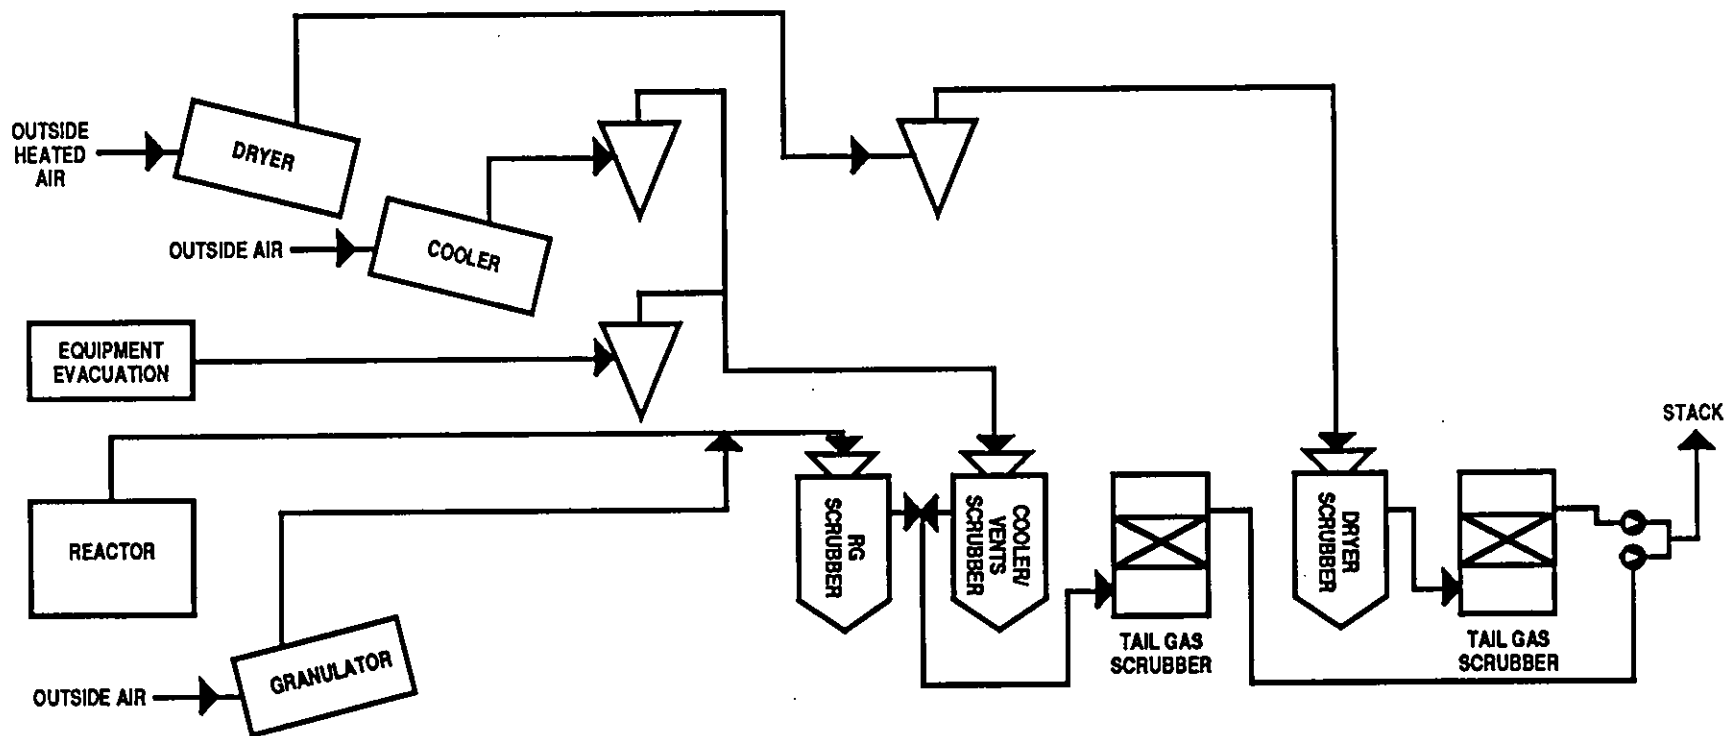 OUTSIDE
HEATED
AIR
DRYER
OUTSIDE AIR
COOLER
EQUIPMENT
EVACUATION
REACTOR
OUTSIDE AIR
GRANULATOR
RG
SCRUBBER
COOLER/
VENTS
SCRUBBER
TAIL GAS
SCRUBBER
DRYER
SCRUBBER
TAIL GAS
SCRUBBER
STACK